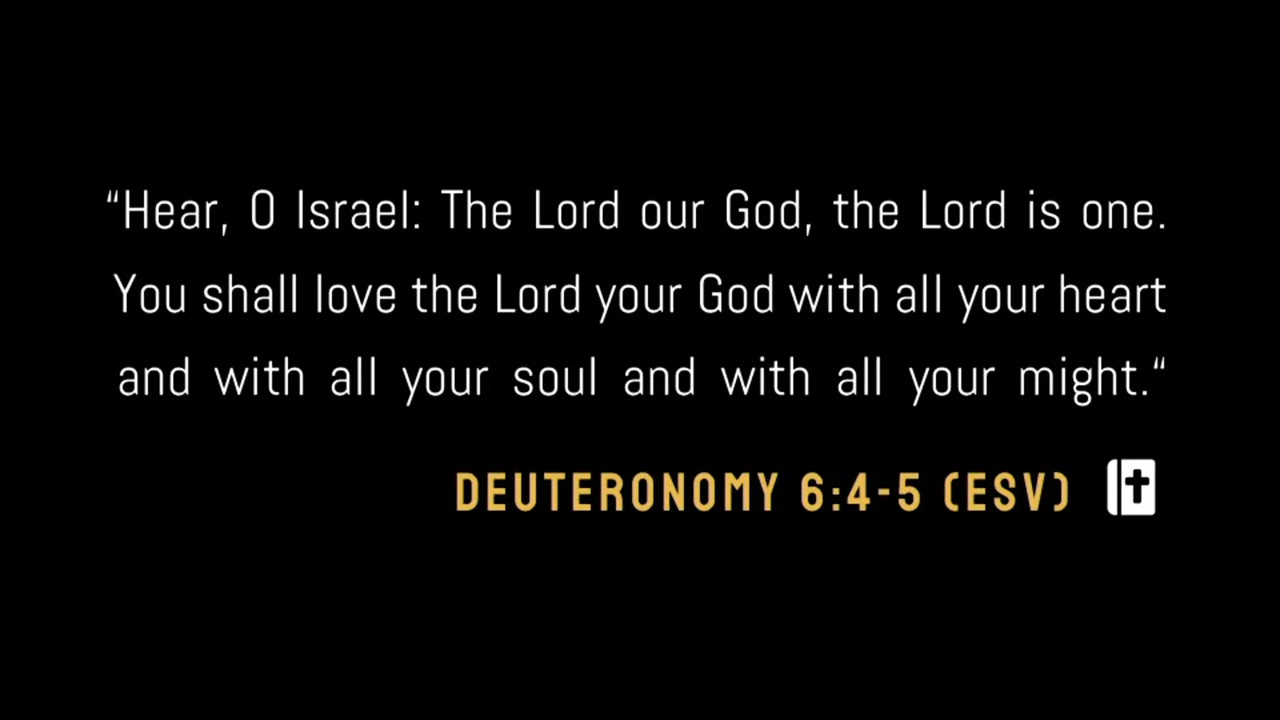 “Hear, O Israel: The Lord our God, the Lord is one.
You shall love the Lord your God with all your heart
and with all your soul and with all your might.“
DEUTERONOMY 6:4-5 (ESV)